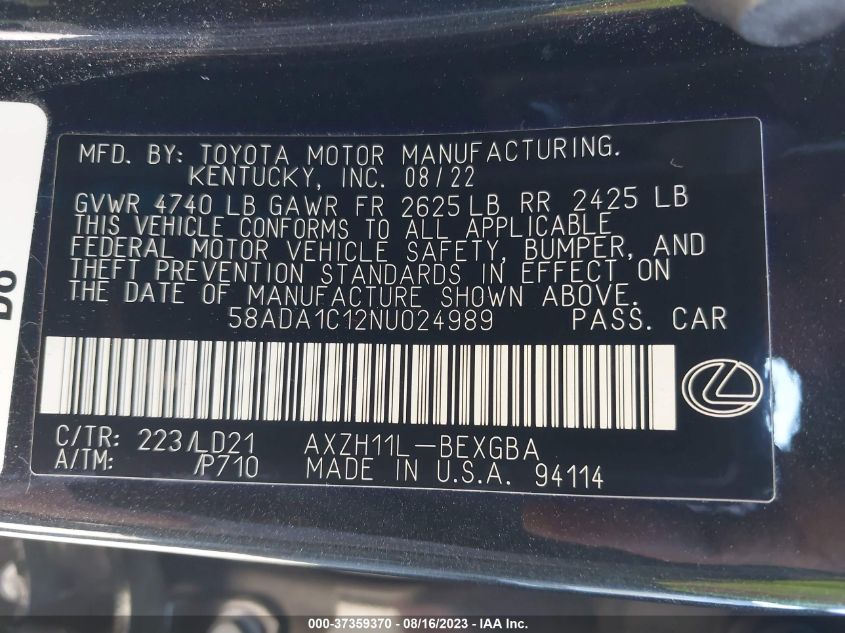 MFD. BY: TOYOTA MOTOR MANUFACTURING.
KENTUCKY, INC. 08/22
GVWR 4740 LB GAWR FR 2625 LB RR 2425 LB
THIS VEHICLE CONFORMS TO ALL APPLICABLE
FEDERAL MOTOR VEHICLE SAFETY, BUMPER, AND
THEFT PREVENTION STANDARDS IN EFFECT ON
THE DATE OF MANUFACTURE SHOWN ABOVE.
58ADA1C12NU024989 PASS. CAR
C/TR: 223/LD21 AXZH11L-BEXGBA
A/TM: /P710 MADE IN U.S.A. 94114
000-37359370 - 08/16/2023 - IAA Inc.